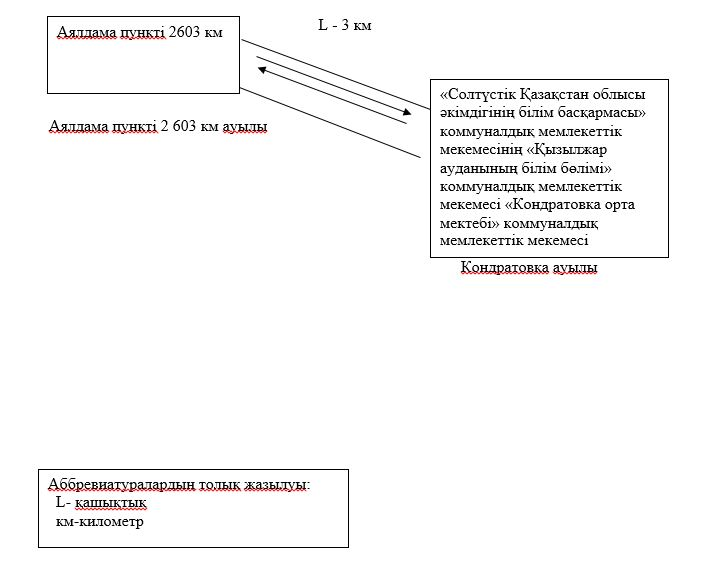 L - 3 км
Аялдама пункті 2603 км
Аялдама пункті 2 603 км ауылы
«Солтүстік Қазақстан облысы
әкімдігінің білім басқармасы»
коммуналдық мемлекеттік
мекемесінің «Қызылжар
ауданының білім бөлімі»
коммуналдық мемлекеттік
мекемесі «Кондратовка орта
мектебі» коммуналдық
мемлекеттік мекемесі
Кондратовка ауылы
Аббревиатуралардың толық жазылуы:
L- қашықтық
км-километр